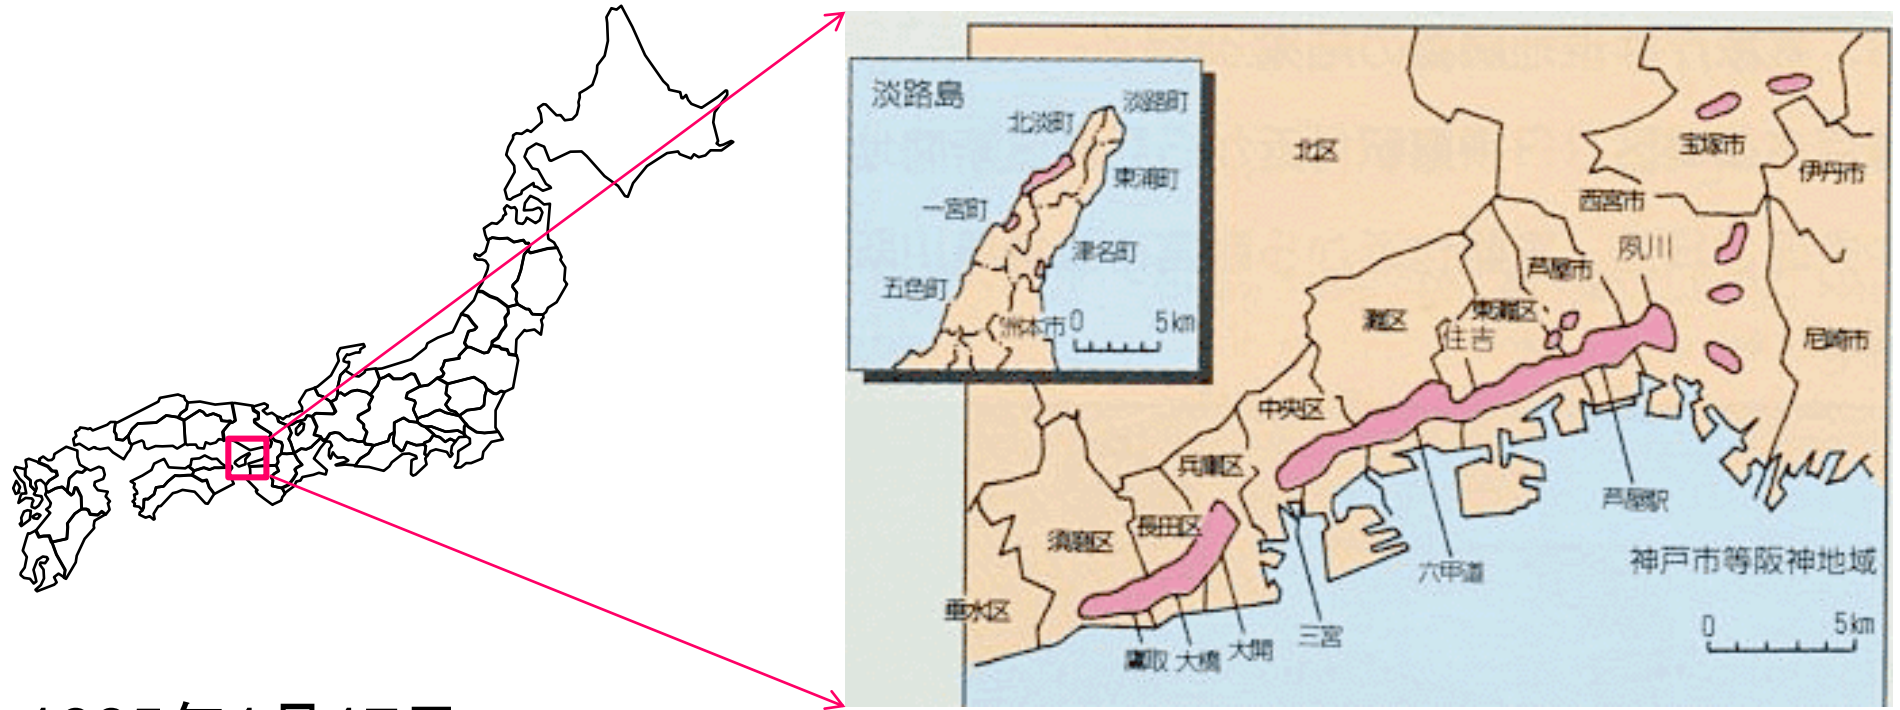 淡路島
淡路町
北淡町
東浦町
一宮町
津名町
五色町
洲本市
0 5km
北区
宝塚市
伊丹市
西宮市
夙川
芦屋市
東灘区
住吉
灘区
尼崎市
中央区
兵庫区
長田区
須磨区
垂水区
芦屋駅
六甲道
三宮
大開
大橋
鷹取
神戸市等阪神地域
0 5km